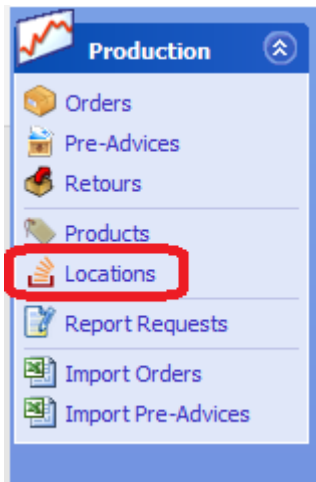 Production
Orders
Pre-Advices
Retours
Products
Locations
Report Requests
Import Orders
Import Pre-Advices